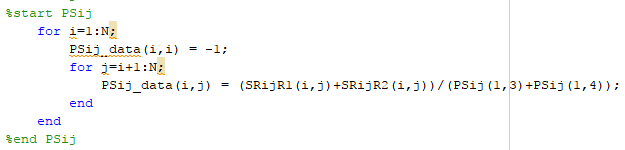 %start PSij
for i=1:N;
PSij_data(i,i) = -1;
for j=i+1:N;
PSij_data(i,j) = (SRijR1(i,j)+SRijR2(i,j))/(PSij(1,3)+PSij(1,4));
end
end
%end PSij